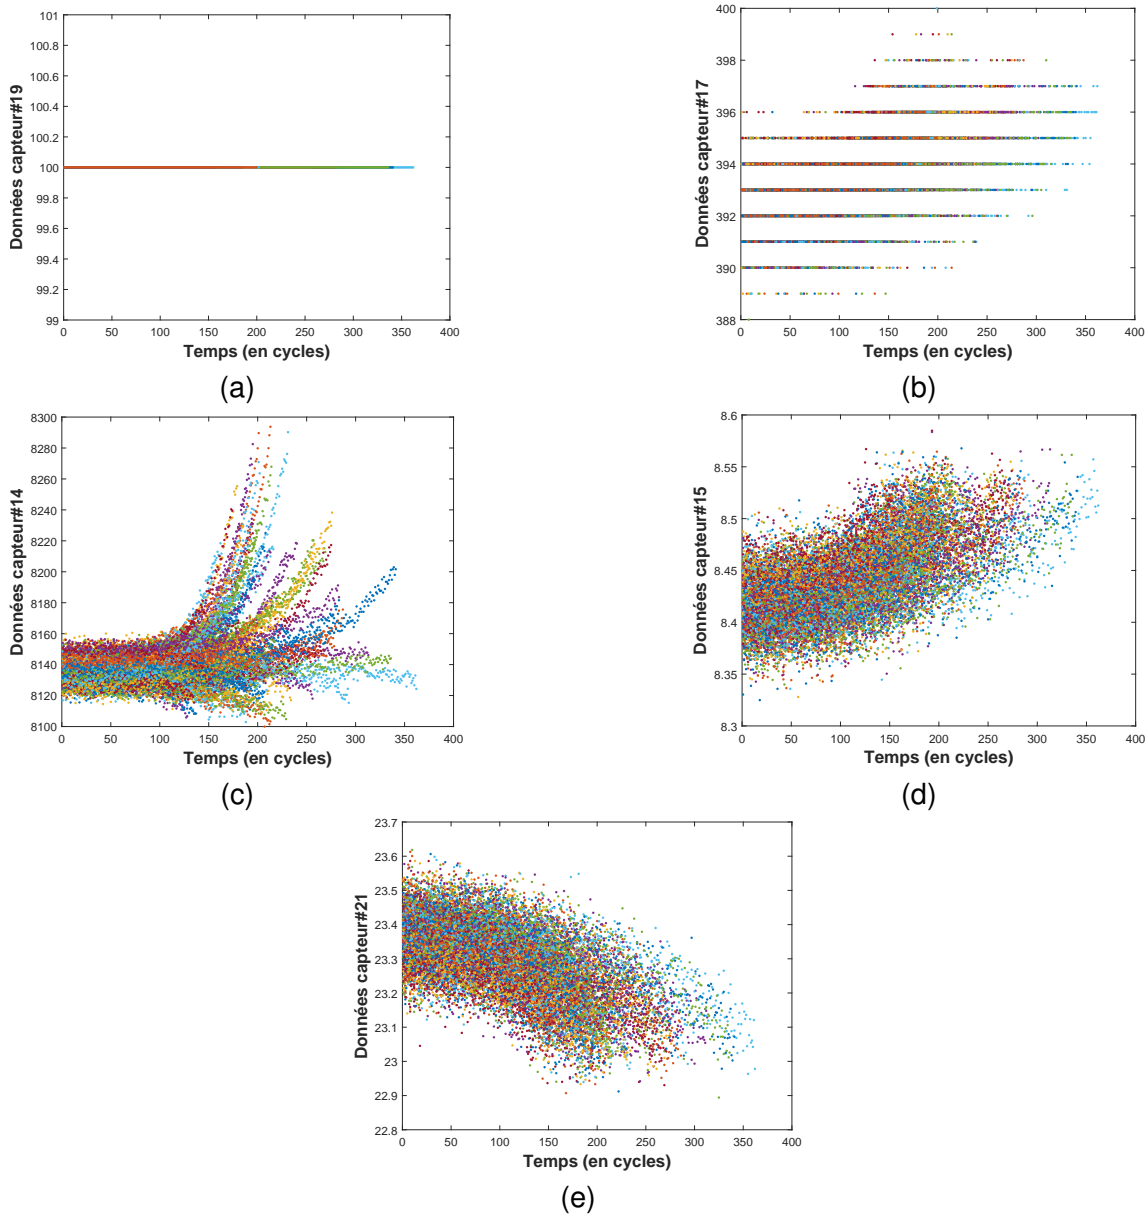 101
100.8
100.6
100.4
100.2
100
99.8
99.6
99.4
99.2
99
0 50 100 150 200 250 300 350 400
Données capteur#19
Temps (en cycles)
(a)
400
398
396
394
392
390
388
0 50 100 150 200 250 300 350 400
Données capteur#17
Temps (en cycles)
(b)
8300
8280
8260
8240
8220
8200
8180
8160
8140
8120
8100
0 50 100 150 200 250 300 350 400
Données capteur#14
Temps (en cycles)
(c)
8.6
8.55
8.5
8.45
8.4
8.35
8.3
0 50 100 150 200 250 300 350 400
Données capteur#15
Temps (en cycles)
(d)
23.7
23.6
23.5
23.4
23.3
23.2
23.1
23
22.9
22.8
0 50 100 150 200 250 300 350 400
Données capteur#21
Temps (en cycles)
(e)